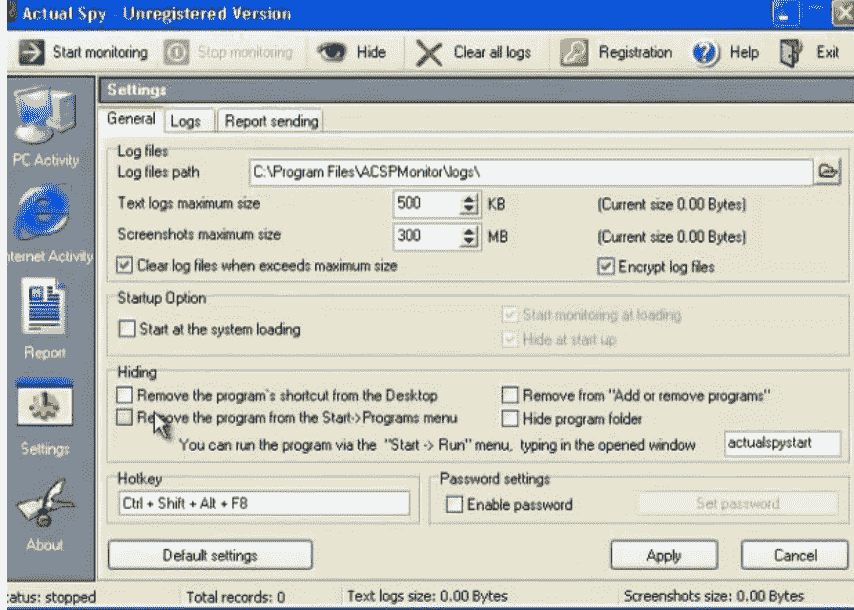 Actual Spy - Unregistered Version
Start monitoring Stop monitoring Hide Clear all logs Registration Help Exit
Settings
General Logs Report sending
PC Activity
nternet Activity
Report
Settings
About
Log files
Log files path C:\Program Files\ACSPMonitor\logs\
Text logs maximum size 500 KB (Current size 0.00 Bytes)
Screenshots maximum size 300 MB (Current size 0.00 Bytes)
Clear log files when exceeds maximum size Encrypt log files
Startup Option
Start at the system loading Start monitoring at loading
Hide at start up
Hiding
Remove the program`s shortcut from the Desktop Remove from "Add or remove programs"
Remove the program from the Start->Programs menu Hide program folder
You can run the program via the "Start -> Run" menu, typing in the opened window actualspystart
Hotkey Password settings
Ctrl + Shift + Alt + F8 Enable password Set password
Default settings Apply Cancel
tatus: stopped Total records: 0 Text logs size: 0.00 Bytes Screenshots size: 0.00 Bytes